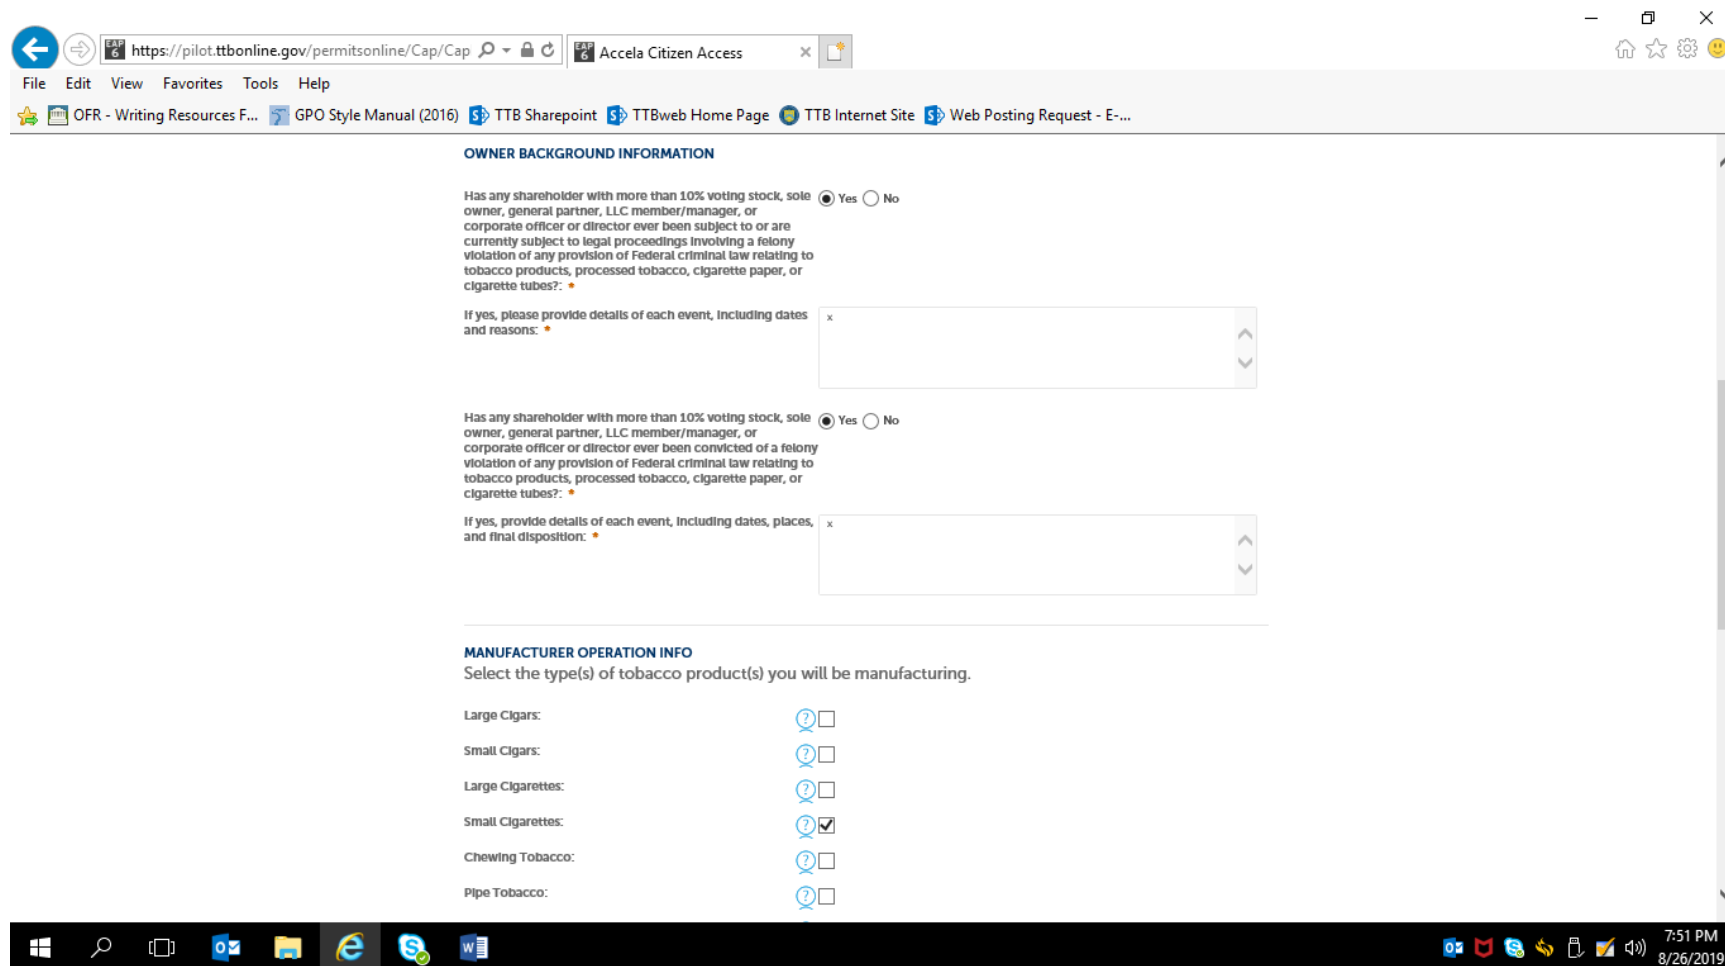 https://pilot.ttbonline.gov/permitsonline/Cap/Cap
EAP 6 Accela Citizen Access
File Edit View Favorites Tools Help
OFR - Writing Resources F... GPO Style Manual (2016) TTB Sharepoint TTBweb Home Page TTB Internet Site Web Posting Request - E-...
OWNER BACKGROUND INFORMATION
Has any shareholder with more than 10% voting stock, sole Yes No
owner, general partner, LLC member/manager, or
corporate officer or director ever been subject to or are
currently subject to legal proceedings involving a felony
violation of any provision of Federal criminal law relating to
tobacco products, processed tobacco, cigarette paper, or
cigarette tubes?: *
If yes, please provide details of each event, including dates x
and reasons: *
Has any shareholder with more than 10% voting stock, sole Yes No
owner, general partner, LLC member/manager, or
corporate officer or director ever been convicted of a felony
violation of any provision of Federal criminal law relating to
tobacco products, processed tobacco, cigarette paper, or
cigarette tubes?: *
If yes, provide details of each event, including dates, places, x
and final disposition: *
MANUFACTURER OPERATION INFO
Select the type(s) of tobacco product(s) you will be manufacturing.
Large Cigars: ?
Small Cigars: ?
Large Cigarettes: ?
Small Cigarettes: ?
Chewing Tobacco: ?
Pipe Tobacco: ?
7:51 PM
8/26/2019